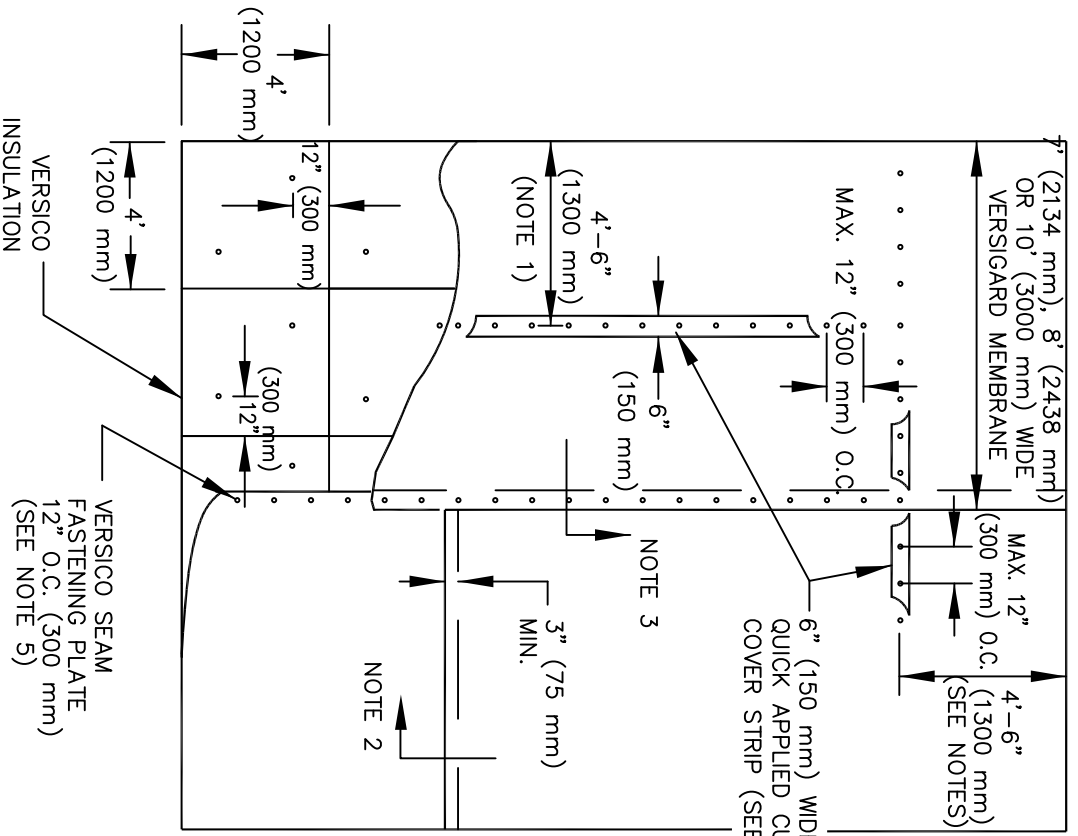 7' (2134 mm), 8' (2438 mm)
OR 10' (3000 mm) WIDE
VERSIGARD MEMBRANE
MAX. 12"
(300 mm) O.C.
4'-6"
(1300 mm)
(SEE NOTES)
MAX. 12" (300 mm) O.C.
4'-6"
(1300 mm)
(NOTE 1)
6"
(150 mm)
6" (150 mm)
QUICK APPLIED
COVER STRIP (SEE
NOTE 3
3" (75 mm)
MIN.
NOTE 2
4'
(1200 mm)
12" (300 mm)
4'
(1200 mm)
(300 mm)
12"
VERSICO
INSULATION
VERSICO SEAM
FASTENING PLATE
12" O.C. (300 mm)
(SEE NOTE 5)